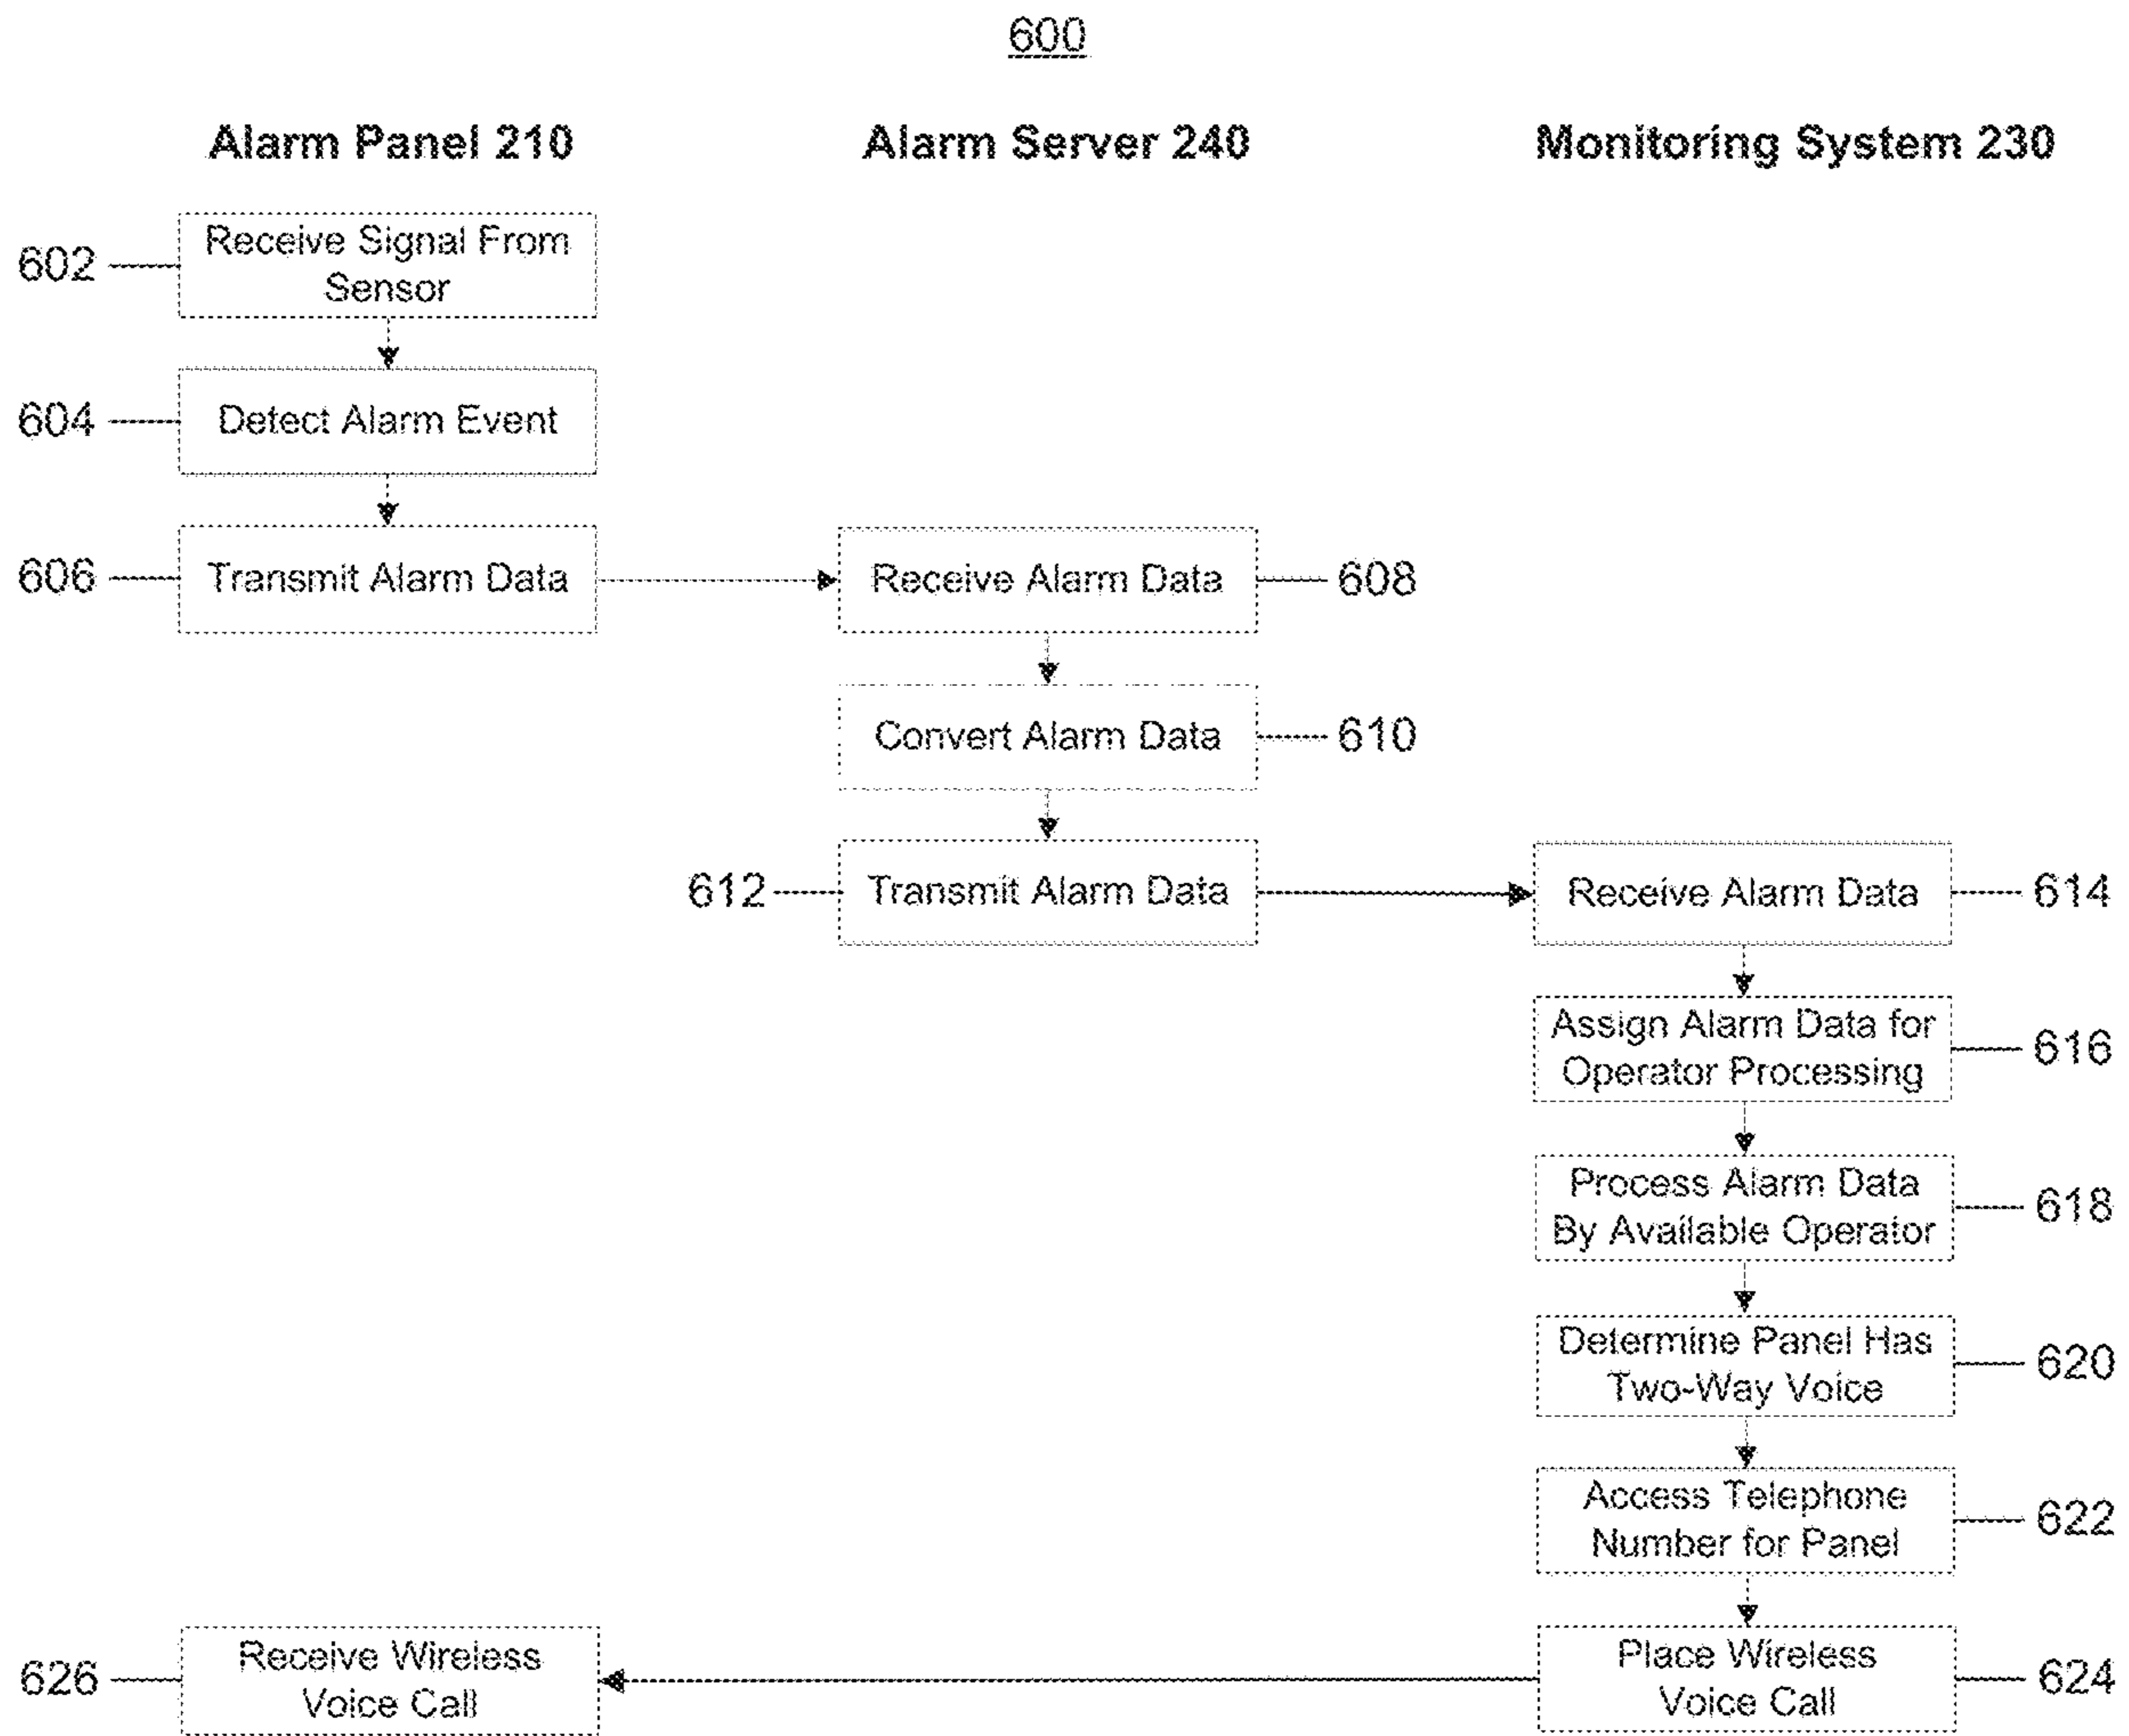 600
Alarm Panel 210
Alarm Server 240
Monitoring System 230
602
Receive Signal From
Sensor
604
Detect Alarm Event
606
Transmit Alarm Data
Receive Alarm Data
608
Convert Alarm Data
610
612
Transmit Alarm Data
Receive Alarm Data
614
Assign Alarm Data for
Operator Processing
616
Process Alarm Data
By Available Operator
618
Determine Panel Has
Two-Way Voice
620
Access Telephone
Number for Panel
622
626
Receive Wireless
Voice Call
Place Wireless
Voice Call
624